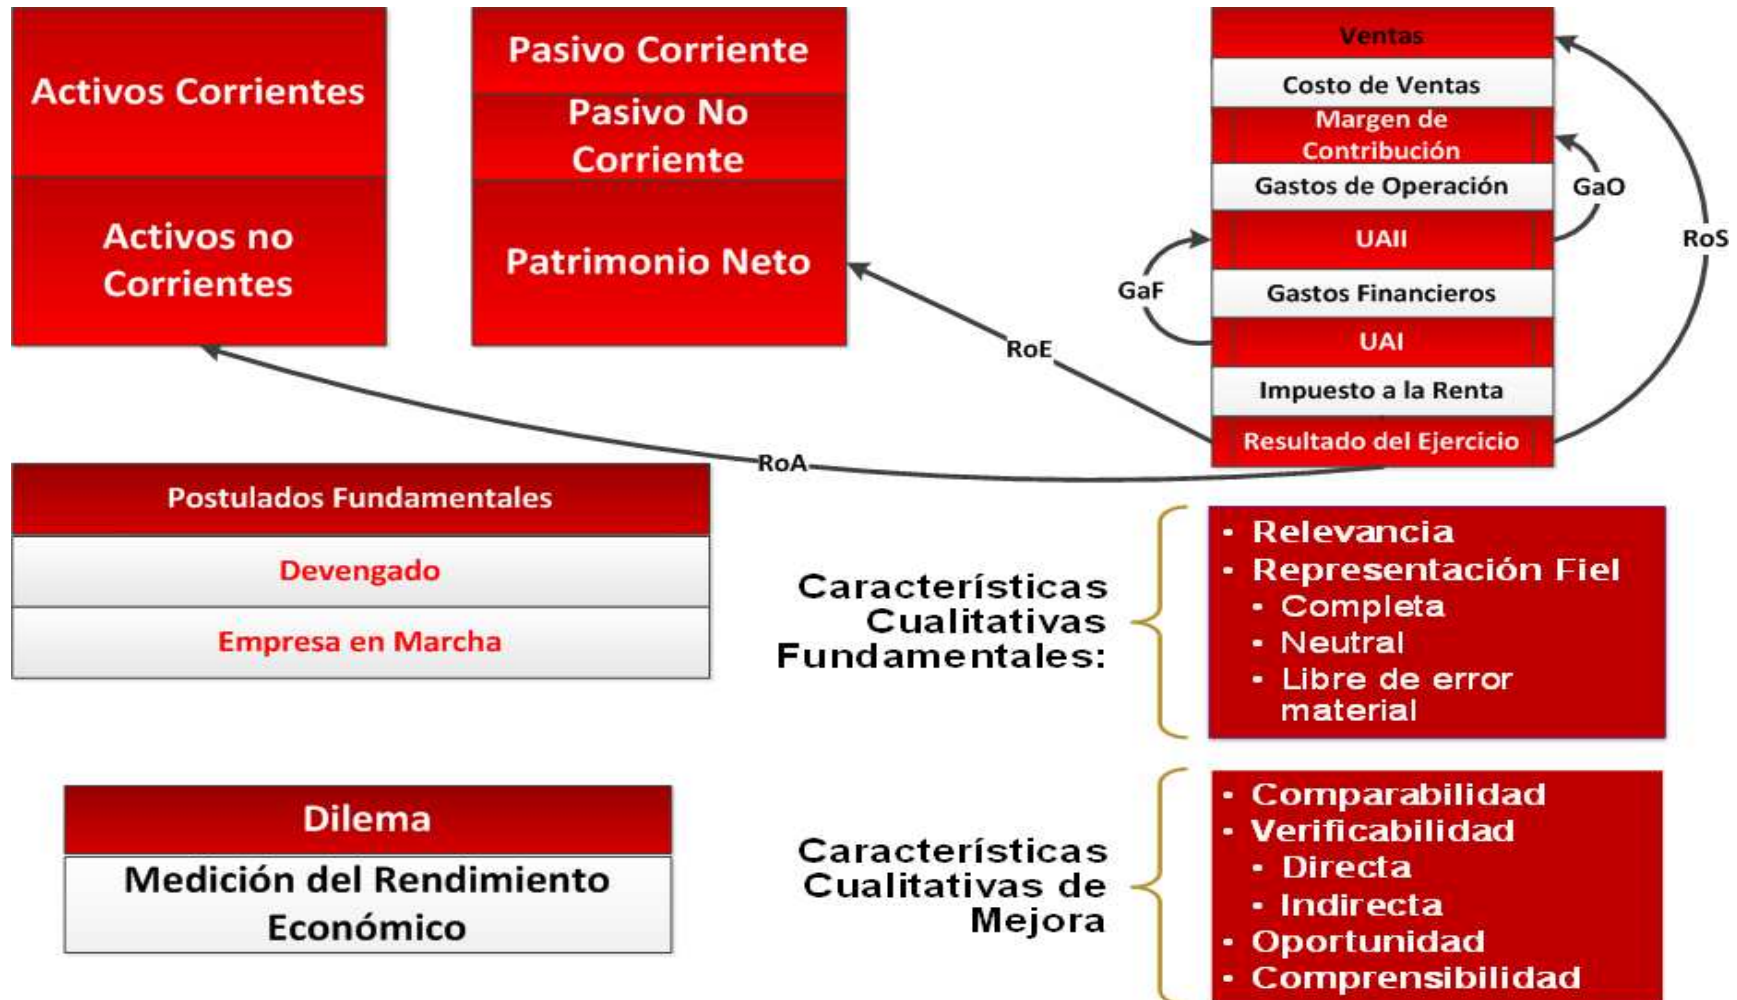 Activos Corrientes
Activos no
Corrientes
Pasivo Corriente
Pasivo No
Corriente
Patrimonio Neto
Ventas
Costo de Ventas
Margen de
Contribución
Gastos de Operación
UAII
Gastos Financieros
UAI
Impuesto a la Renta
Resultado del Ejercicio
GaO
RoS
GaF
RoE
RoA
Postulados Fundamentales
Devengado
Empresa en Marcha
Características
Cualitativas
Fundamentales:
• Relevancia
• Representación Fiel
• Completa
• Neutral
• Libre de error
material
Dilema
Medición del Rendimiento
Económico
Características
Cualitativas de
Mejora
• Comparabilidad
• Verificabilidad
• Directa
• Indirecta
• Oportunidad
• Comprensibilidad